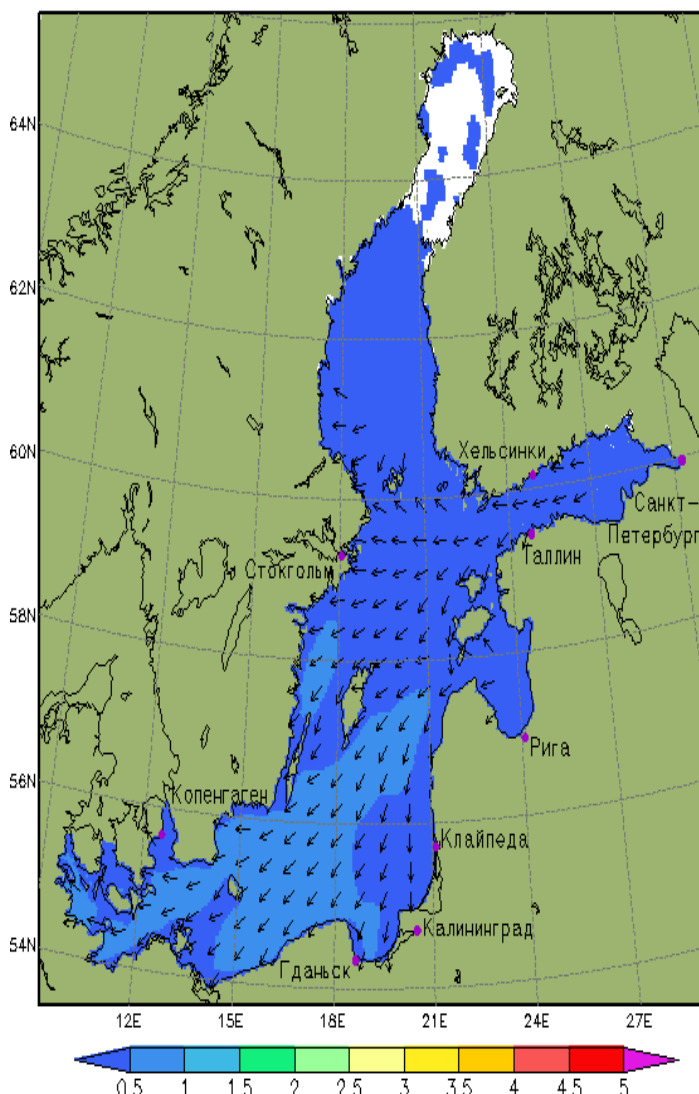 64N
62N
60N
58N
56N
54N
Хельсинки
Санкт-
Петербург
Таллин
Стокгольм
Рига
Копенгаген
Клайпеда
Калининград
Гданьск
12E 15E 18E 21E 24E 27E
0.5 1 1.5 2 2.5 3 3.5 4 4.5 5